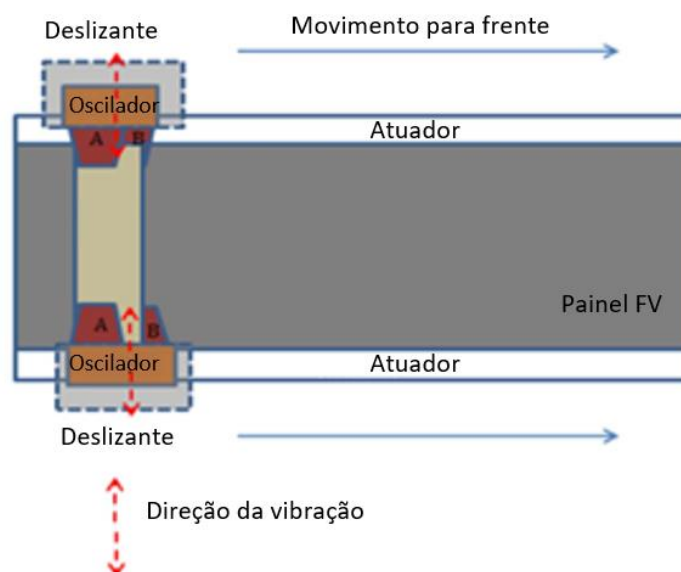 Deslizante
Movimento para frente
Oscilador
A
B
Atuador
Painel FV
A
B
Oscilador
Atuador
Deslizante
Direção da vibração